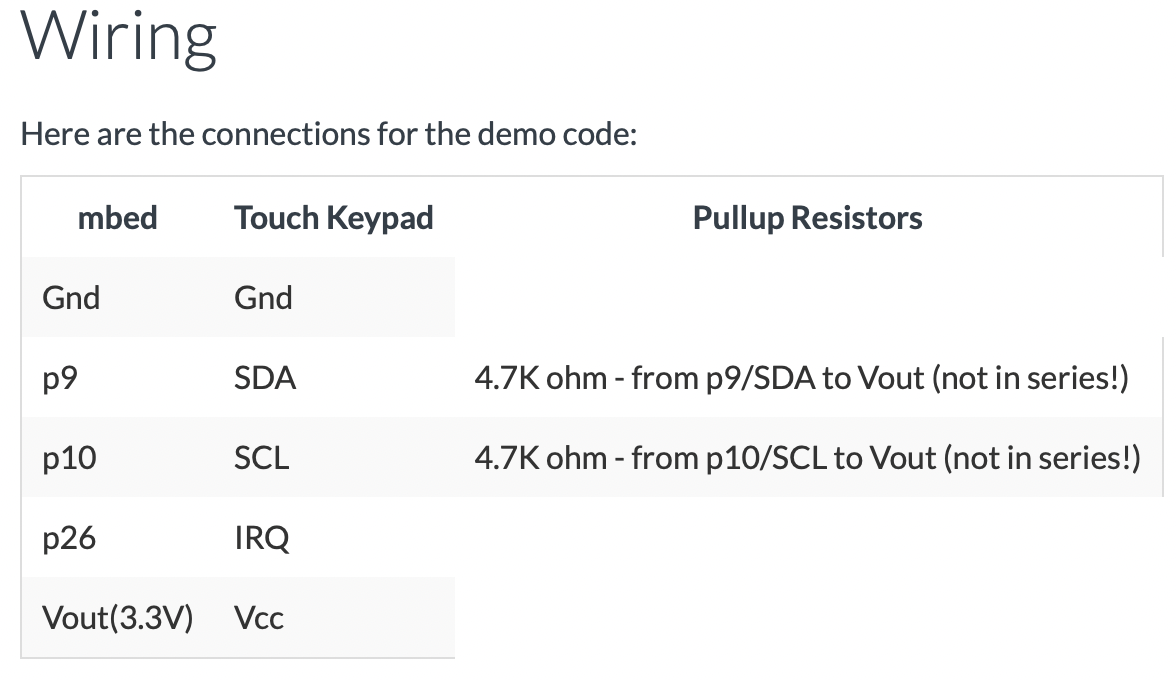 Wiring
Here are the connections for the demo code:
mbed Touch Keypad Pullup Resistors
Gnd Gnd
p9 SDA 4.7K ohm - from p9/SDA to Vout (not in series!)
p10 SCL 4.7K ohm - from p10/SCL to Vout (not in series!)
p26 IRQ
Vout(3.3V) Vcc